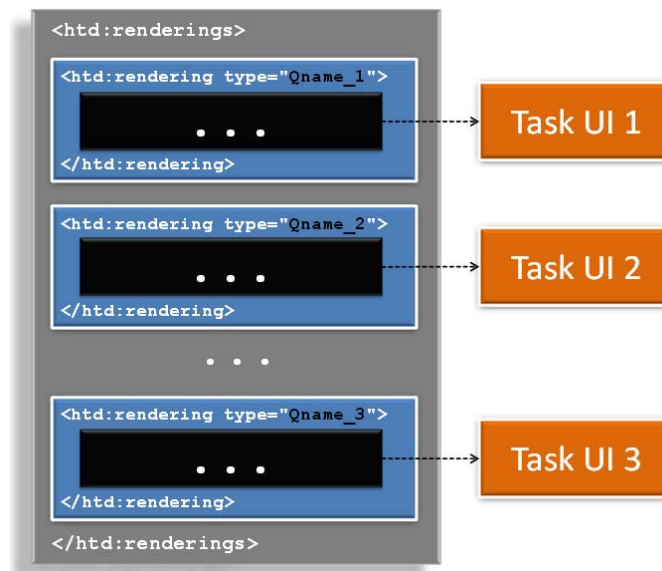 <htd:renderings>
<htd:rendering type="Qname_1">
. . .
Task UI 1
</htd:rendering>
<htd:rendering type="Qname_2">
. . .
Task UI 2
</htd:rendering>
. . .
<htd:rendering type="Qname_3">
. . .
Task UI 3
</htd:rendering>
</htd:renderings>